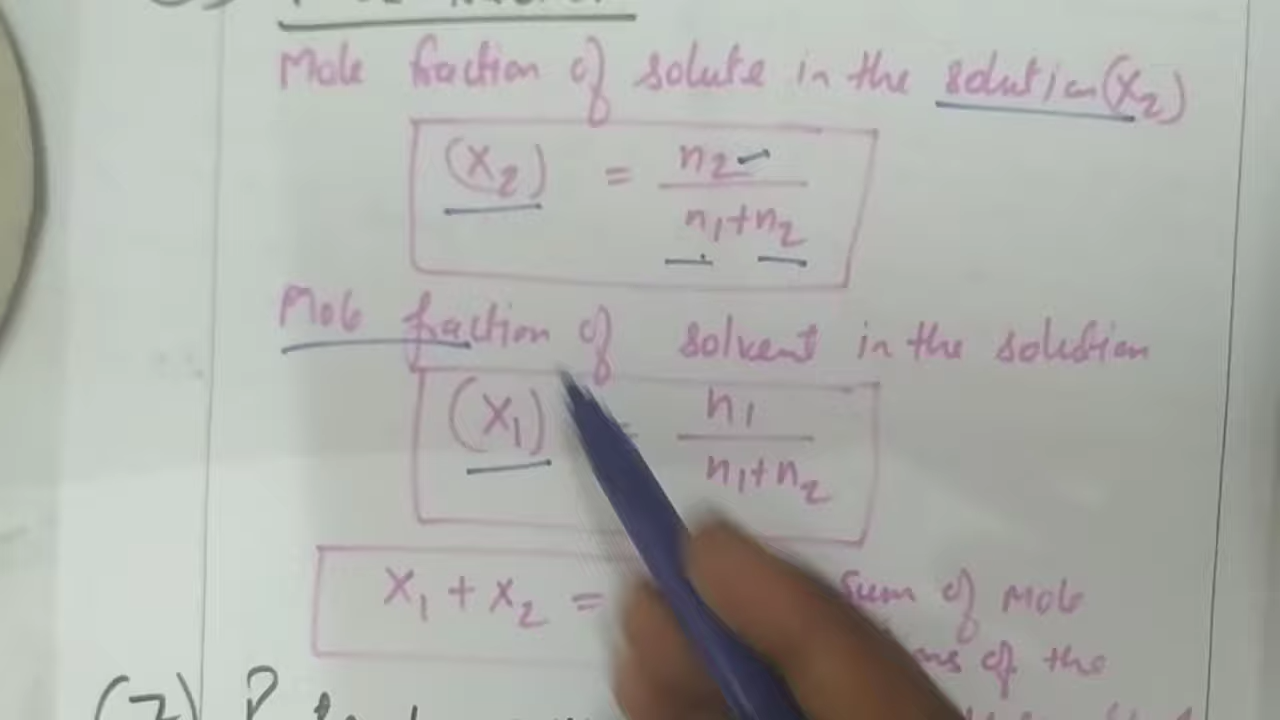 Mole fraction of solute in the solution (X2)
(X2) = n2 / n1+n2
Mole fraction of solvent in the solution
(X1) = n1 / n1+n2
X1 + X2 = Sum of Mole
of the
(7)